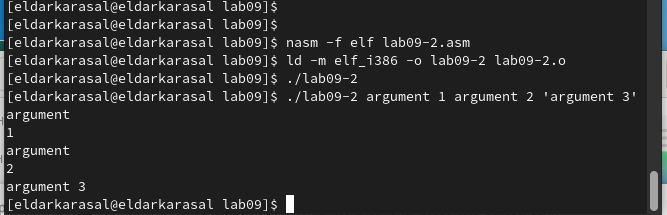 [eldarkarasal@eldarkarasal lab09]$
[eldarkarasal@eldarkarasal lab09]$
[eldarkarasal@eldarkarasal lab09]$ nasm -f elf lab09-2.asm
[eldarkarasal@eldarkarasal lab09]$ ld -m elf_i386 -o lab09-2 lab09-2.o
[eldarkarasal@eldarkarasal lab09]$ ./lab09-2
[eldarkarasal@eldarkarasal lab09]$ ./lab09-2 argument 1 argument 2 'argument 3'
argument
1
argument
2
argument 3
[eldarkarasal@eldarkarasal lab09]$